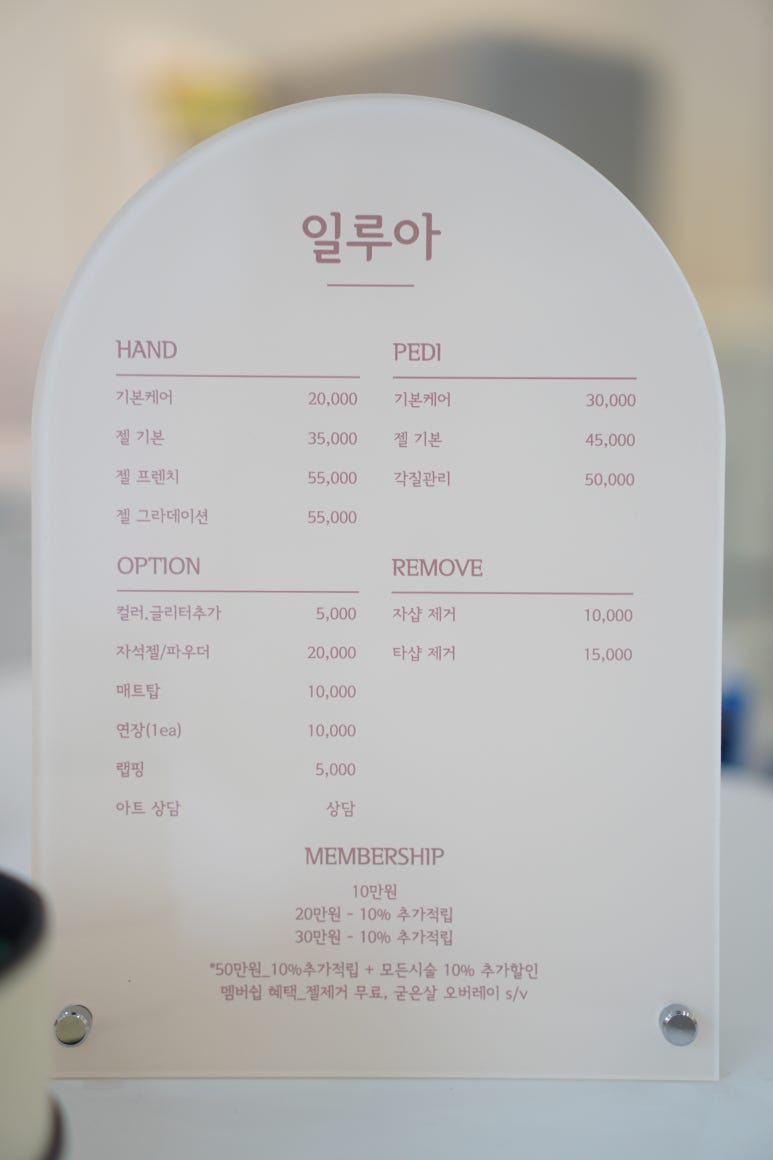 일루아
HAND
기본케어 20,000
젤 기본 35,000
젤 프렌치 55,000
젤 그라데이션 55,000
PEDI
기본케어 30,000
젤 기본 45,000
각질관리 50,000
OPTION
컬러.글리터추가 5,000
자석젤/파우더 20,000
매트탑 10,000
연장(1ea) 10,000
랩핑 5,000
아트 상담 상담
REMOVE
자샵 제거 10,000
타샵 제거 15,000
MEMBERSHIP
10만원
20만원 - 10% 추가적립
30만원 - 10% 추가적립
*50만원_10%추가적립 + 모든시술 10% 추가할인
멤버쉽 혜택_젤제거 무료, 굳은살 오버레이 s/v